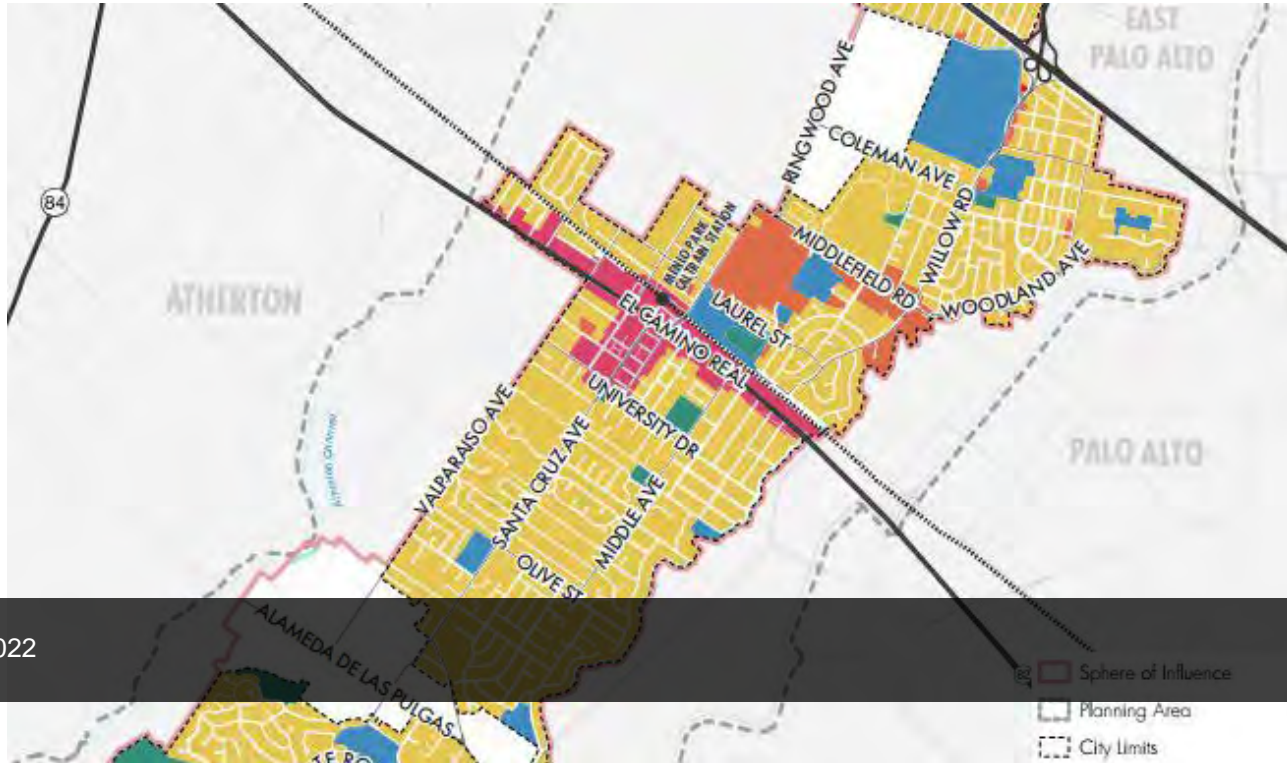 EAST
PALO ALTO
RINGWOOD AVE
COLEMAN AVE
84
WILLOW RD
MENLO PARK
CALTRAIN STATION
MIDDLEFIELD RD
WOODLAND AVE
ATHERTON
LAUREL ST
EL CAMINO REAL
UNIVERSITY DR
PALO ALTO
VALPARAISO AVE
SANTA CRUZ AVE
MIDDLE AVE
OLIVE ST
ALAMEDA DE LAS PULGAS
022
82
Sphere of Influence
Planning Area
City Limits